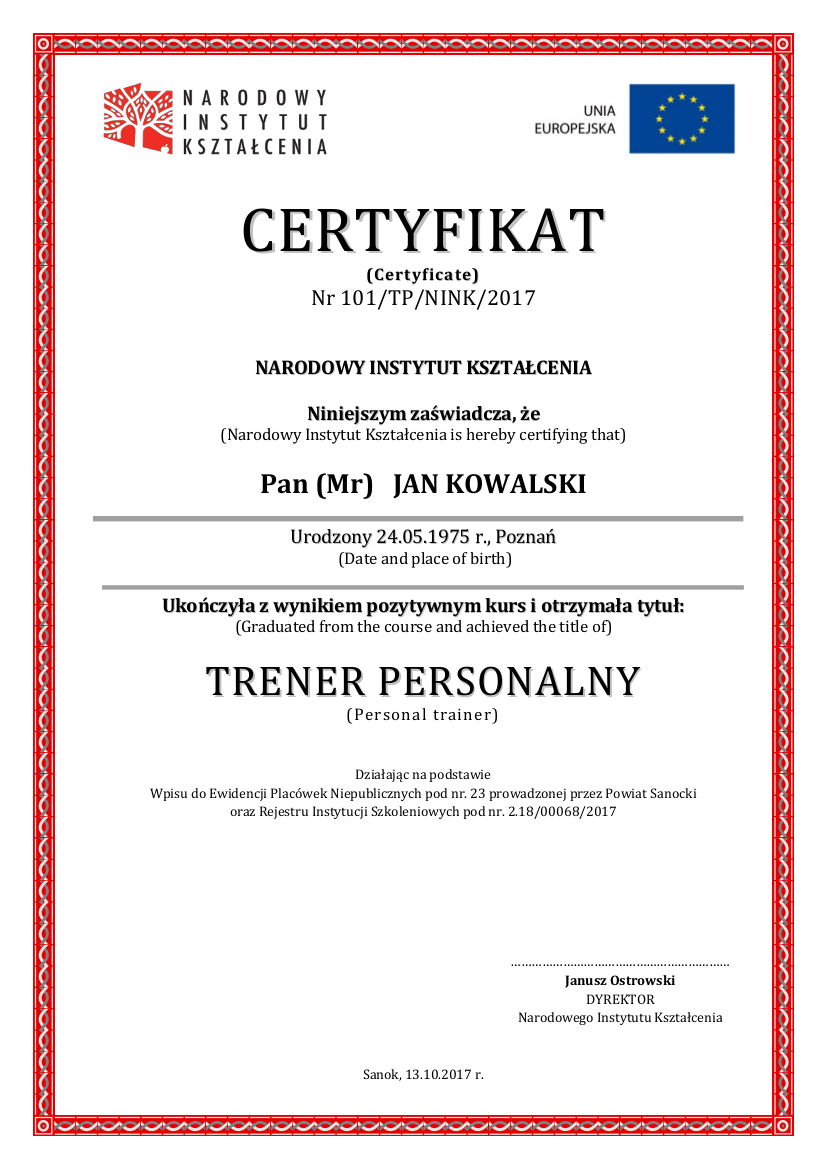 NARODOWY
INSTYTUT
KSZTAŁCENIA
UNIA
EUROPEJSKA
CERTYFIKAT
(Certyficate)
Nr 101/TP/NINK/2017
NARODOWY INSTYTUT KSZTAŁCENIA
Niniejszym zaświadcza, że
(Narodowy Instytut Kształcenia is hereby certifying that)
Pan (Mr) JAN KOWALSKI
Urodzony 24.05.1975 r., Poznań
(Date and place of birth)
Ukończyła z wynikiem pozytywnym kurs i otrzymała tytuł:
(Graduated from the course and achieved the title of)
TRENER PERSONALNY
(Personal trainer)
Działając na podstawie
Wpisu do Ewidencji Placówek Niepublicznych pod nr. 23 prowadzonej przez Powiat Sanocki
oraz Rejestru Instytucji Szkoleniowych pod nr. 2.18/00068/2017
Janusz Ostrowski
DYREKTOR
Narodowego Instytutu Kształcenia
Sanok, 13.10.2017 r.